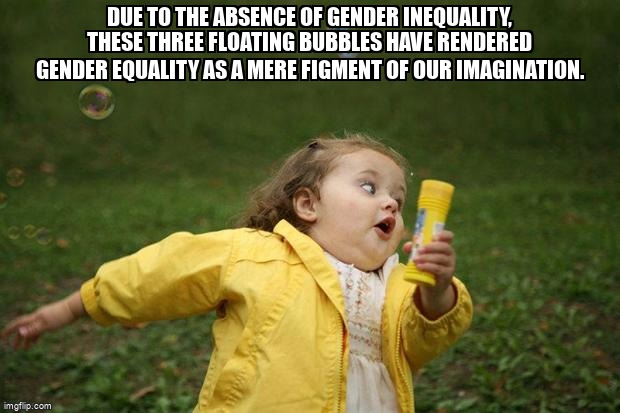 DUE TO THE ABSENCE OF GENDER INEQUALITY,
THESE THREE FLOATING BUBBLES HAVE RENDERED
GENDER EQUALITY AS A MERE FIGMENT OF OUR IMAGINATION.
imgflip.com